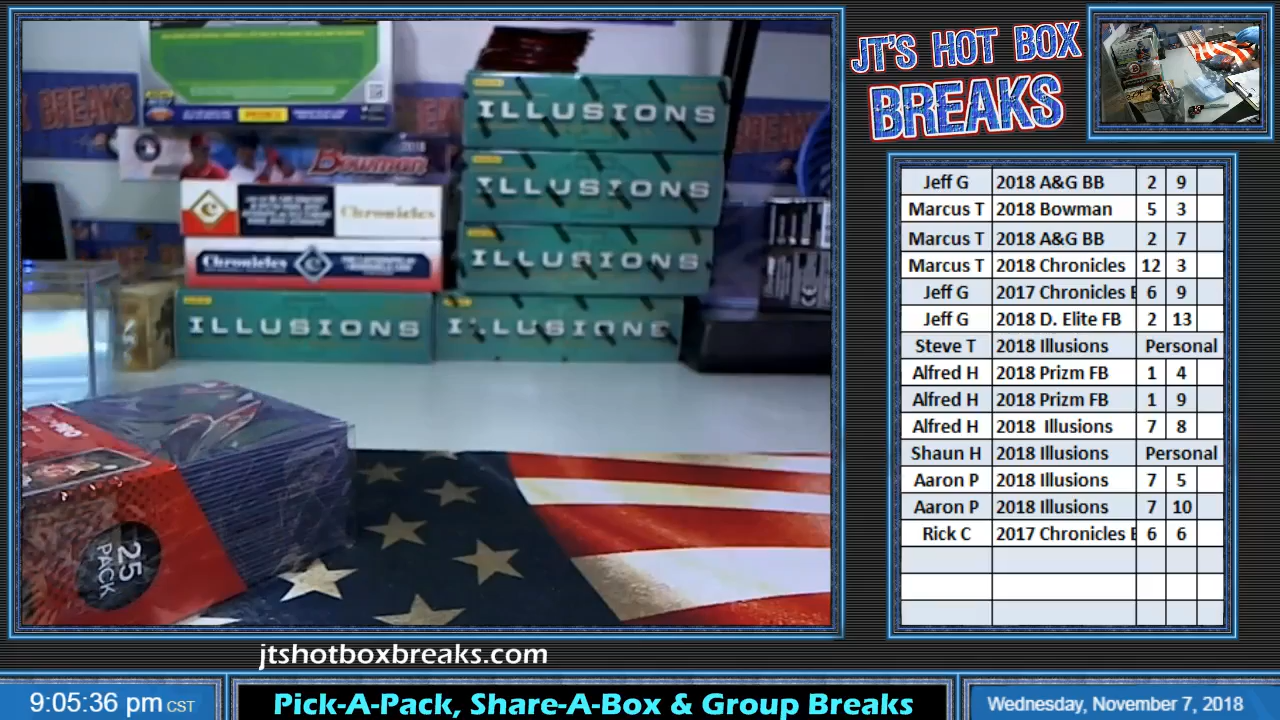 JT'S HOT BOX
BREAKS
BREAKS
ILLUSIONS
ILLUSIONS
ILLUSIONS
ILLUSIONS
ILLUSIONS
2018
Bowman
Chronicles
Chronicles
25
PACK
Jeff G 2018 A&G BB 2 9
Marcus T 2018 Bowman 5 3
Marcus T 2018 A&G BB 2 7
Marcus T 2018 Chronicles 12 3
Jeff G 2017 Chronicles 6 9
Jeff G 2018 D. Elite FB 2 13
Steve T 2018 Illusions Personal
Alfred H 2018 Prizm FB 1 4
Alfred H 2018 Prizm FB 1 9
Alfred H 2018 Illusions 7 8
Shaun H 2018 Illusions Personal
Aaron P 2018 Illusions 7 5
Aaron P 2018 Illusions 7 10
Rick C 2017 Chronicles 6 6
jtshotboxbreaks.com
9:05:36 pm CST
Pick-A-Pack, Share-A-Box & Group Breaks
Wednesday, November 7, 2018